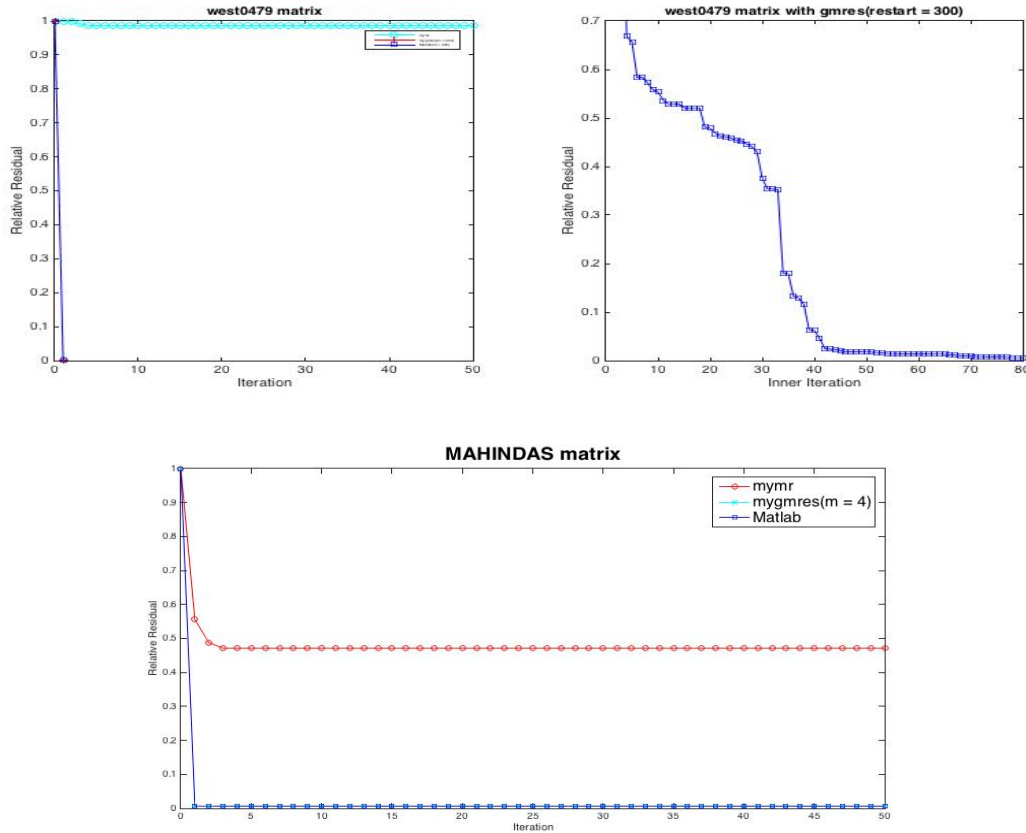 west0479 matrix
1
0.9
0.8
0.7
0.6
0.5
0.4
0.3
0.2
0.1
0
Relative Residual
0 10 20 30 40 50
Iteration
west0479 matrix with gmres(restart = 300)
0.7
0.6
0.5
0.4
0.3
0.2
0.1
0
Relative Residual
0 10 20 30 40 50 60 70 80
Inner Iteration
MAHINDAS matrix
mymr
mygmres(m = 4)
Matlab
1
0.9
0.8
0.7
0.6
0.5
0.4
0.3
0.2
0.1
0
Relative Residual
0 5 10 15 20 25 30 35 40 45 50
Iteration